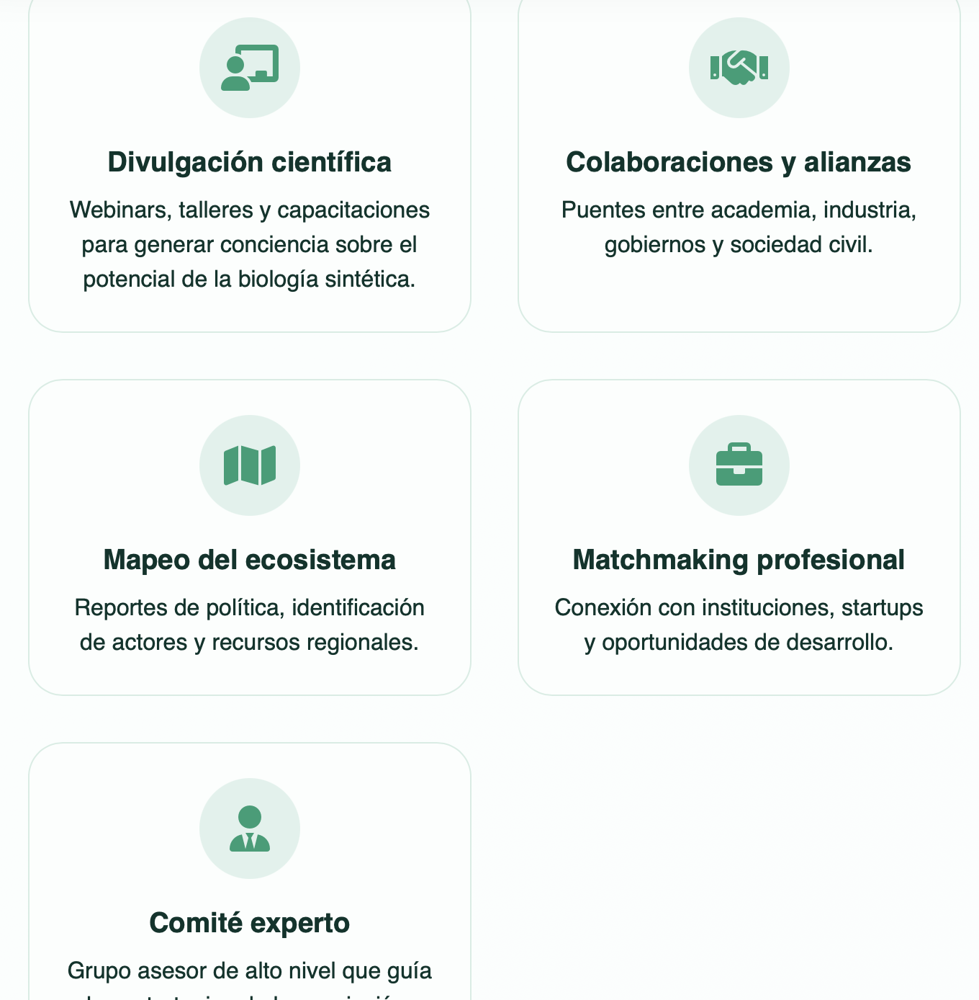 Divulgación científica
Webinars, talleres y capacitaciones
para generar conciencia sobre el
potencial de la biología sintética.
Colaboraciones y alianzas
Puentes entre academia, industria,
gobiernos y sociedad civil.
Mapeo del ecosistema
Reportes de política, identificación
de actores y recursos regionales.
Matchmaking profesional
Conexión con instituciones, startups
y oportunidades de desarrollo.
Comité experto
Grupo asesor de alto nivel que guía